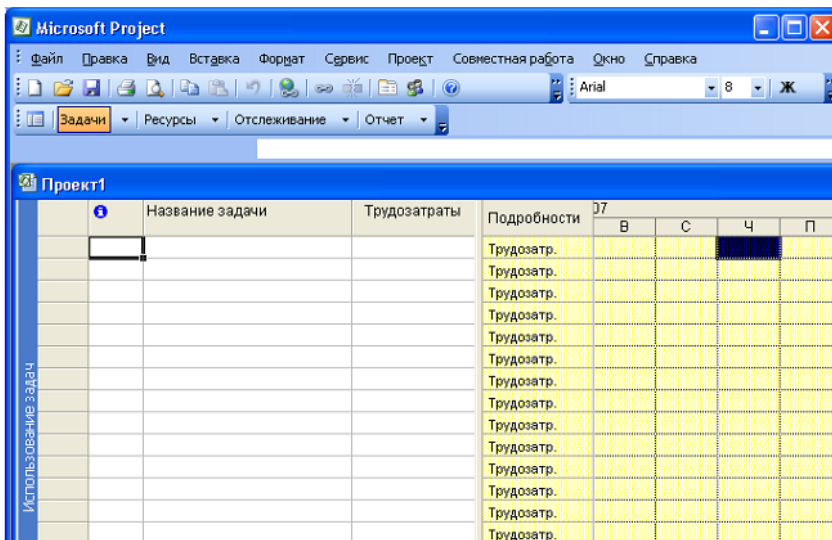 Microsoft Project
Файл Правка Вид Вставка Формат Сервис Проект Совместная работа Окно Справка
Arial 8 Ж
Задачи Ресурсы Отслеживание Отчет
Проект1
Название задачи Трудозатраты Подробности 07
В С Ч П
Трудозатр.
Трудозатр.
Трудозатр.
Трудозатр.
Трудозатр.
Трудозатр.
Трудозатр.
Трудозатр.
Трудозатр.
Трудозатр.
Трудозатр.
Трудозатр.
Трудозатр.
Трудозатр.
Использование задач